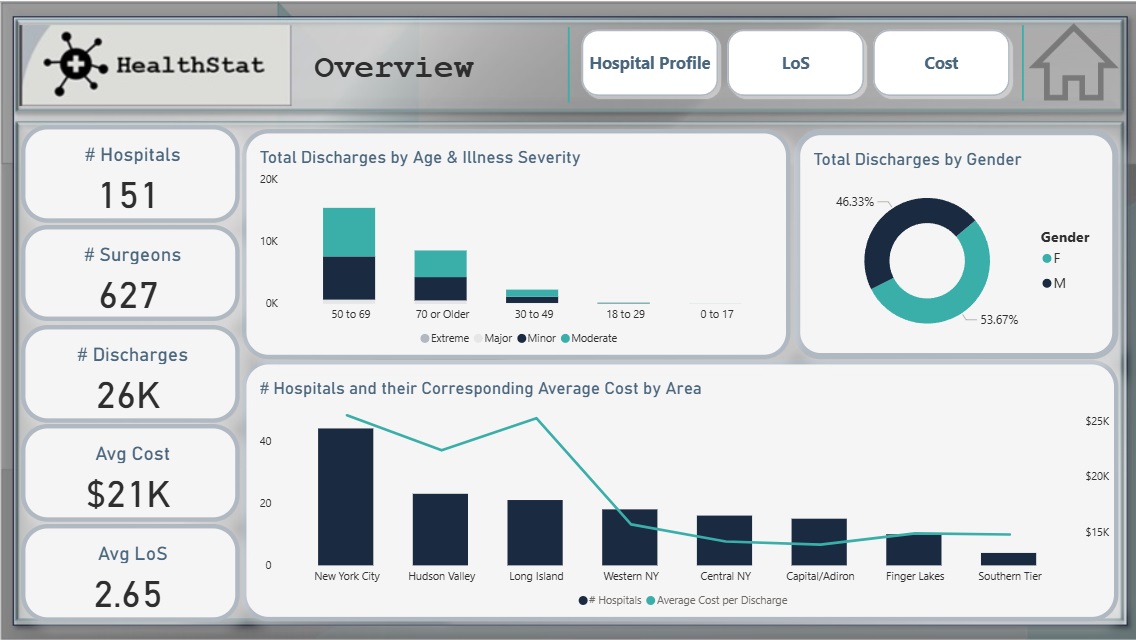 HealthStat
Overview
Hospital Profile
LoS
Cost
# Hospitals
151
# Surgeons
627
# Discharges
26K
Avg Cost
$21K
Avg LoS
2.65
Total Discharges by Age & Illness Severity
20K
10K
0K
50 to 69 70 or Older 30 to 49 18 to 29 0 to 17
Extreme Major Minor Moderate
Total Discharges by Gender
46.33%
53.67%
Gender
F
M
# Hospitals and their Corresponding Average Cost by Area
40
20
0
$25K
$20K
$15K
New York City Hudson Valley Long Island Western NY Central NY Capital/Adiron Finger Lakes Southern Tier
# Hospitals Average Cost per Discharge